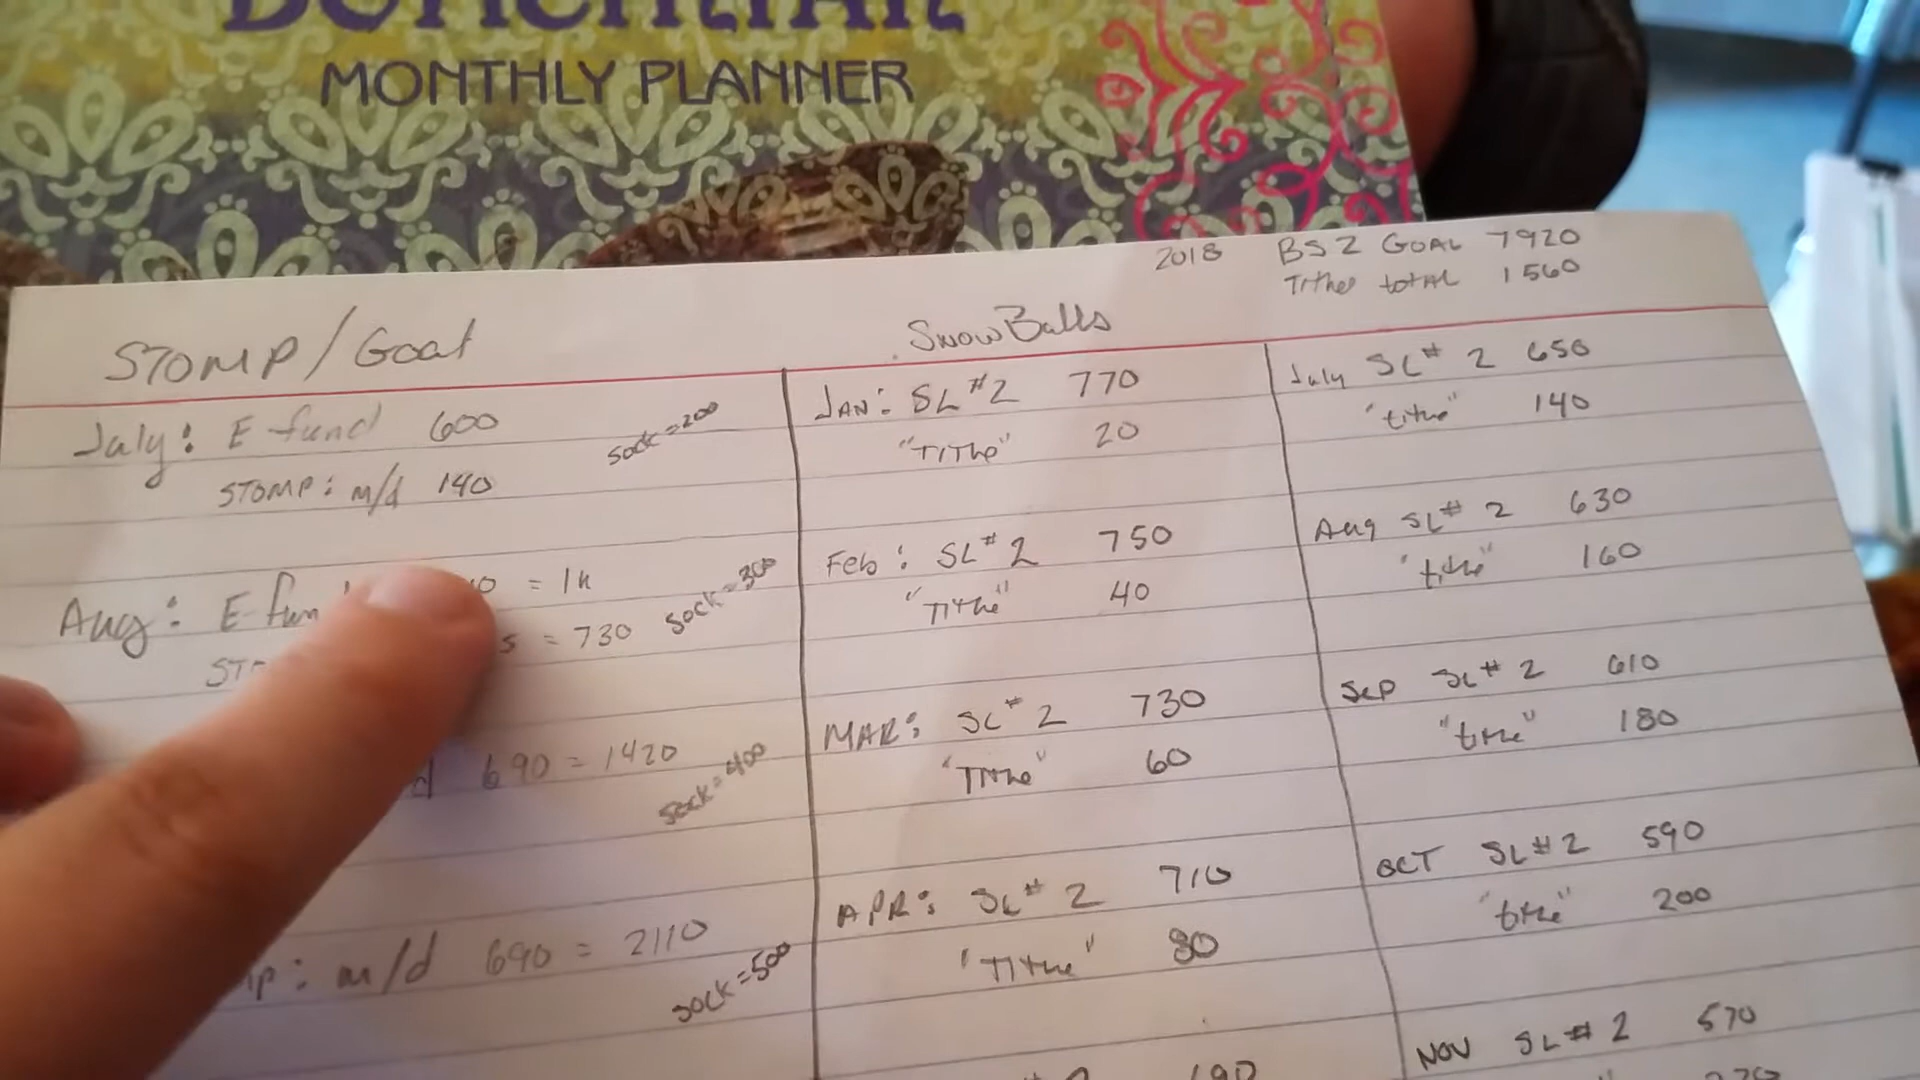 MONTHLY PLANNER
2018 BS2 GOAL 7920
Tithes total 1560
STOMP/Goal
SnowBalls
July: E fund 600
sock=200
STOMP: m/d 140
Aug: E fun = 1k
= 730
sock=300
690 = 1420
sock=400
m/d 690 = 2110
sock=500
JAN: SL #2 770
"Tithe" 20
Feb: SL #2 750
"Tithe" 40
MAR: SL #2 730
"Tithe" 60
APR: SL #2 710
"Tithe" 80
July SL #2 650
"tithe" 140
Aug SL #2 630
"tithe" 160
Sep SL #2 610
"tithe" 180
OCT SL #2 590
"tithe" 200
NOV SL #2 570